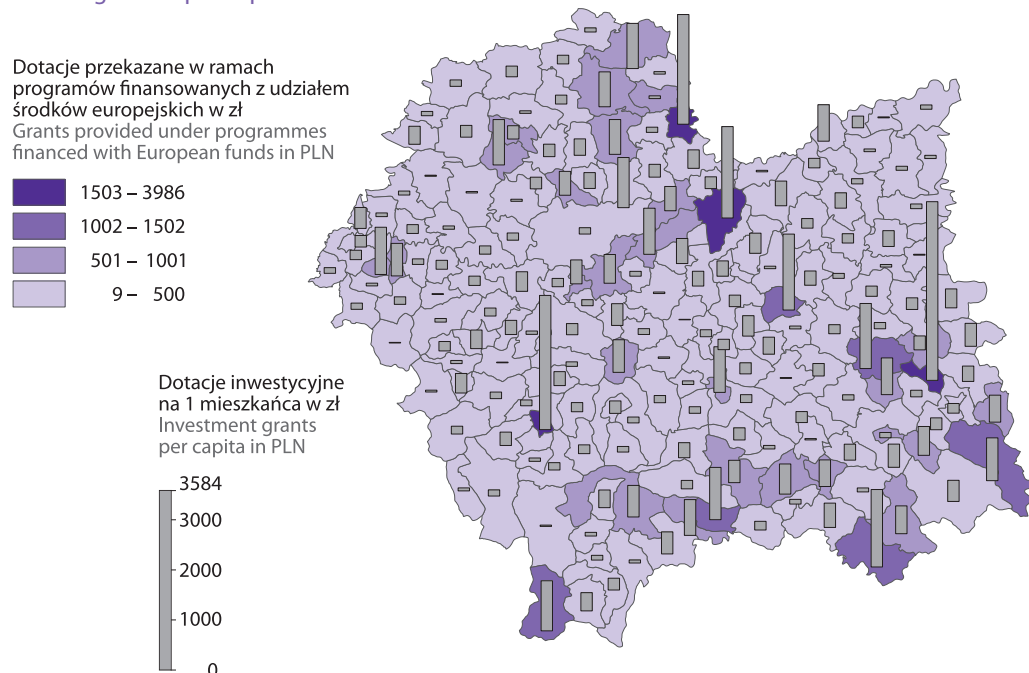 Dotacje przekazane w ramach
programów finansowanych z udziałem
środków europejskich w zł
Grants provided under programmes
financed with European funds in PLN
1503 – 3986
1002 – 1502
501 – 1001
9 – 500
Dotacje inwestycyjne
na 1 mieszkańca w zł
Investment grants
per capita in PLN
3584
3000
2000
1000
0